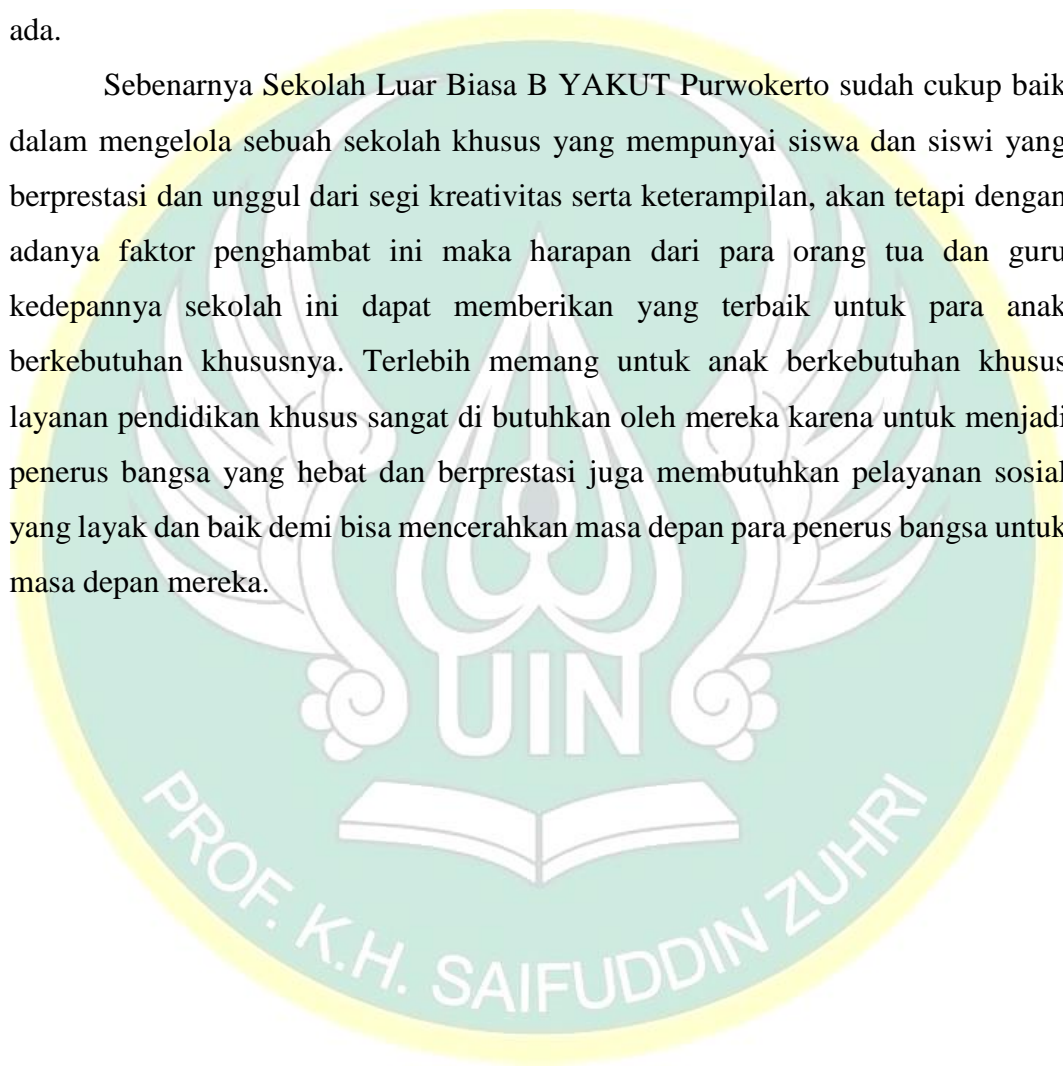 ada.
Sebenarnya Sekolah Luar Biasa B YAKUT Purwokerto sudah cukup baik
dalam mengelola sebuah sekolah khusus yang mempunyai siswa dan siswi yang
berprestasi dan unggul dari segi kreativitas serta keterampilan, akan tetapi dengan
adanya faktor penghambat ini maka harapan dari para orang tua dan guru
kedepannya sekolah ini dapat memberikan yang terbaik untuk para anak
berkebutuhan khususnya. Terlebih memang untuk anak berkebutuhan khusus
layanan pendidikan khusus sangat di butuhkan oleh mereka karena untuk menjadi
penerus bangsa yang hebat dan berprestasi juga membutuhkan pelayanan sosial
yang layak dan baik demi bisa mencerahkan masa depan para penerus bangsa untuk
masa depan mereka.
UIN
PROF. K.H. SAIFUDDIN ZUHRI